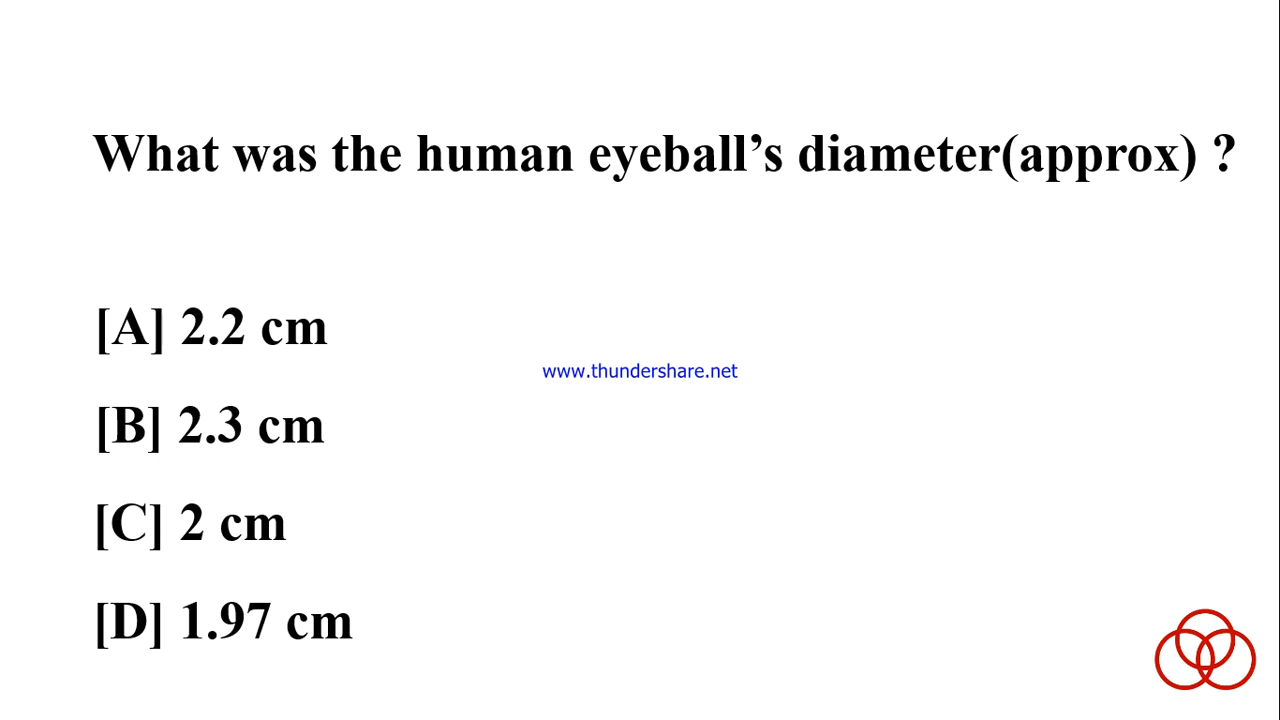 What was the human eyeball’s diameter(approx) ?
[A] 2.2 cm
www.thundershare.net
[B] 2.3 cm
[C] 2 cm
[D] 1.97 cm